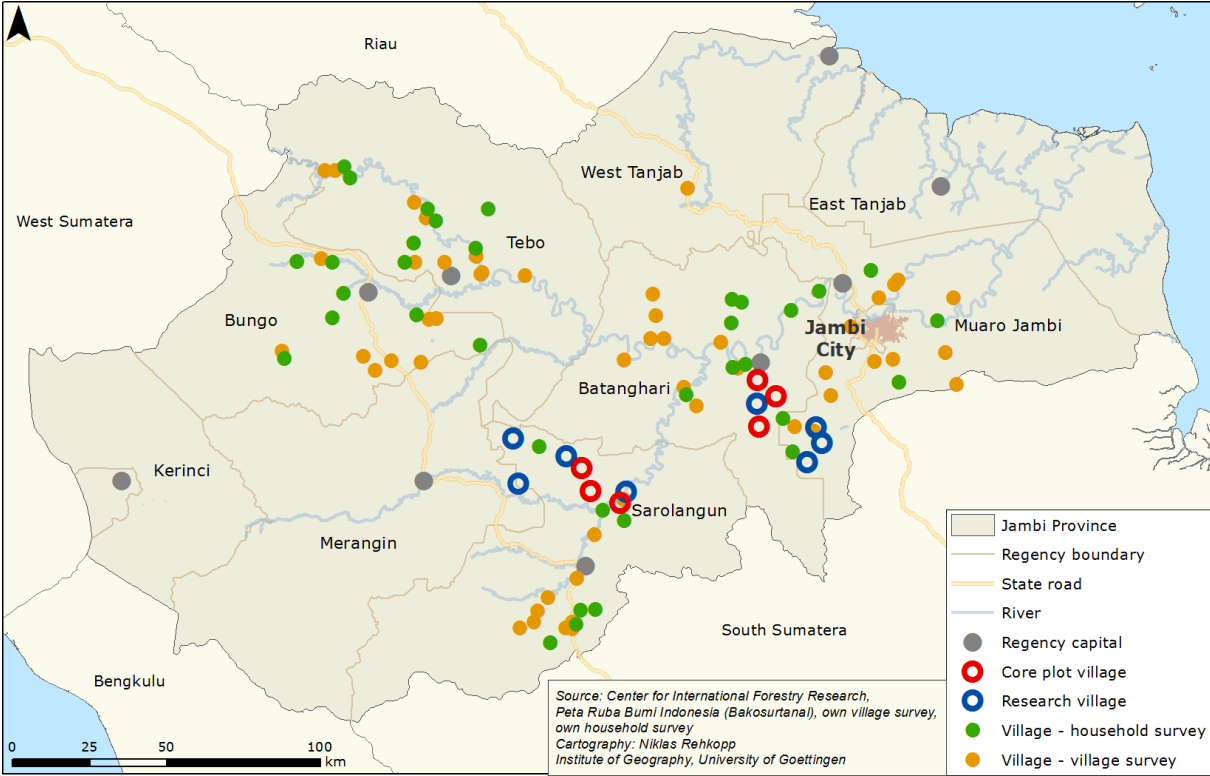 Riau
West Tanjab
East Tanjab
West Sumatera
Tebo
Bungo
Jambi
City
Muaro Jambi
Batanghari
Kerinci
Sarolangun
Merangin
South Sumatera
Bengkulu
Jambi Province
Regency boundary
State road
River
Regency capital
Core plot village
Research village
Village - household survey
Village - village survey
Source: Center for International Forestry Research,
Peta Ruba Bumi Indonesia (Bakosurtanal), own village survey,
own household survey
Cartography: Niklas Rehkopp
Institute of Geography, University of Goettingen
0 25 50 100
km